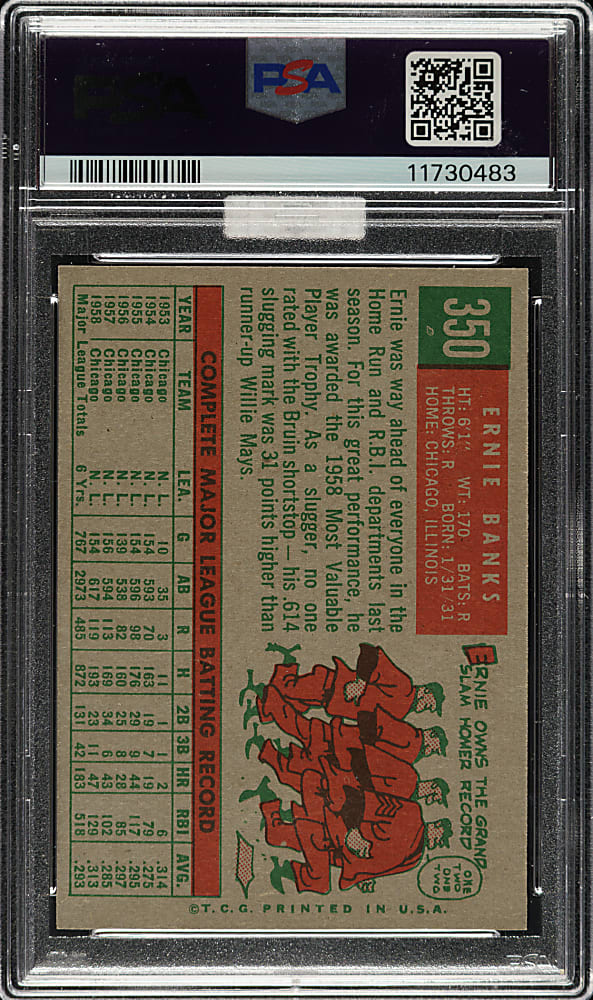 PSA
11730483
350
ERNIE BANKS
HT: 6'1" WT: 170 BATS: R
THROWS: R BORN: 1/31/31
HOME: CHICAGO, ILLINOIS
Ernie was way ahead of everyone in the
Home Run and R.B.I. departments last
season. For this great performance, he
was awarded the 1958 Most Valuable
Player Trophy. As a slugger, no one
rated with the Bruin shortstop—his .614
slugging mark was 31 points higher than
runner-up Willie Mays.
ERNIE OWNS THE GRAND
SLAM HOMER RECORD
ONE
TWO
ONE
TWO
COMPLETE MAJOR LEAGUE BATTING RECORD
YEAR TEAM LEA. G AB R H 2B 3B HR RBI AVG.
1953 Chicago N. L. 10 35 3 11 1 1 2 6 .314
1954 Chicago N. L. 154 593 70 163 19 7 19 79 .275
1955 Chicago N. L. 154 596 98 176 29 9 44 117 .295
1956 Chicago N. L. 139 538 82 160 25 8 28 85 .297
1957 Chicago N. L. 156 594 113 169 34 6 43 102 .285
1958 Chicago N. L. 154 617 119 193 23 11 47 129 .313
Major League Totals 6 Yrs. 797 2973 485 872 131 42 183 518 .293
©T.C.G. PRINTED IN U.S.A.